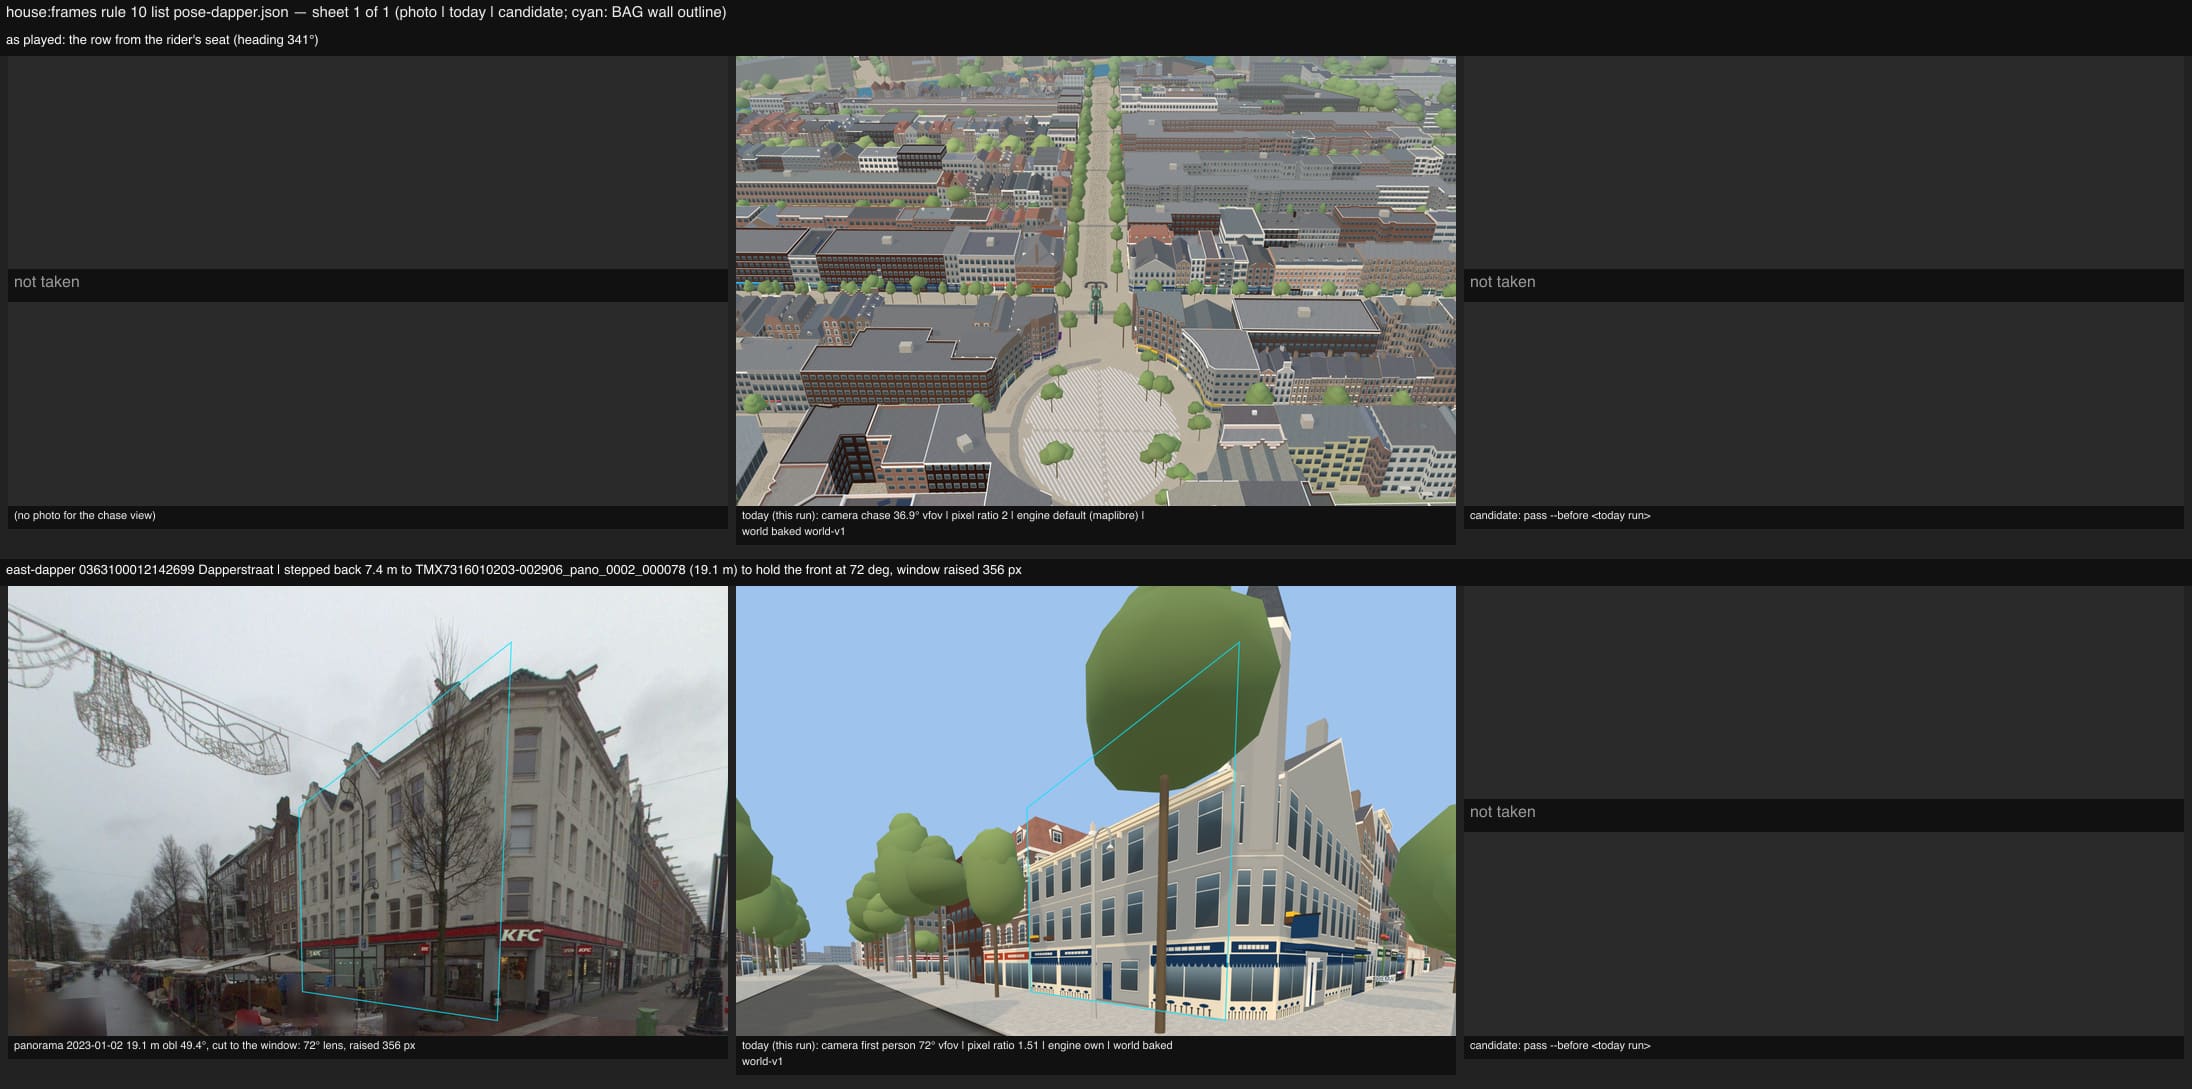 house:frames rule 10 list pose-dapper.json — sheet 1 of 1 (photo | today | candidate; cyan: BAG wall outline)
as played: the row from the rider's seat (heading 341°)
not taken
not taken
(no photo for the chase view)
today (this run): camera chase 36.9° vfov | pixel ratio 2 | engine default (maplibre) |
world baked world-v1
candidate: pass --before <today run>
east-dapper 0363100012142699 Dapperstraat | stepped back 7.4 m to TMX7316010203-002906_pano_0002_000078 (19.1 m) to hold the front at 72 deg, window raised 356 px
KFC
not taken
panorama 2023-01-02 19.1 m obl 49.4°, cut to the window: 72° lens, raised 356 px
today (this run): camera first person 72° vfov | pixel ratio 1.51 | engine own | world baked
world-v1
candidate: pass --before <today run>